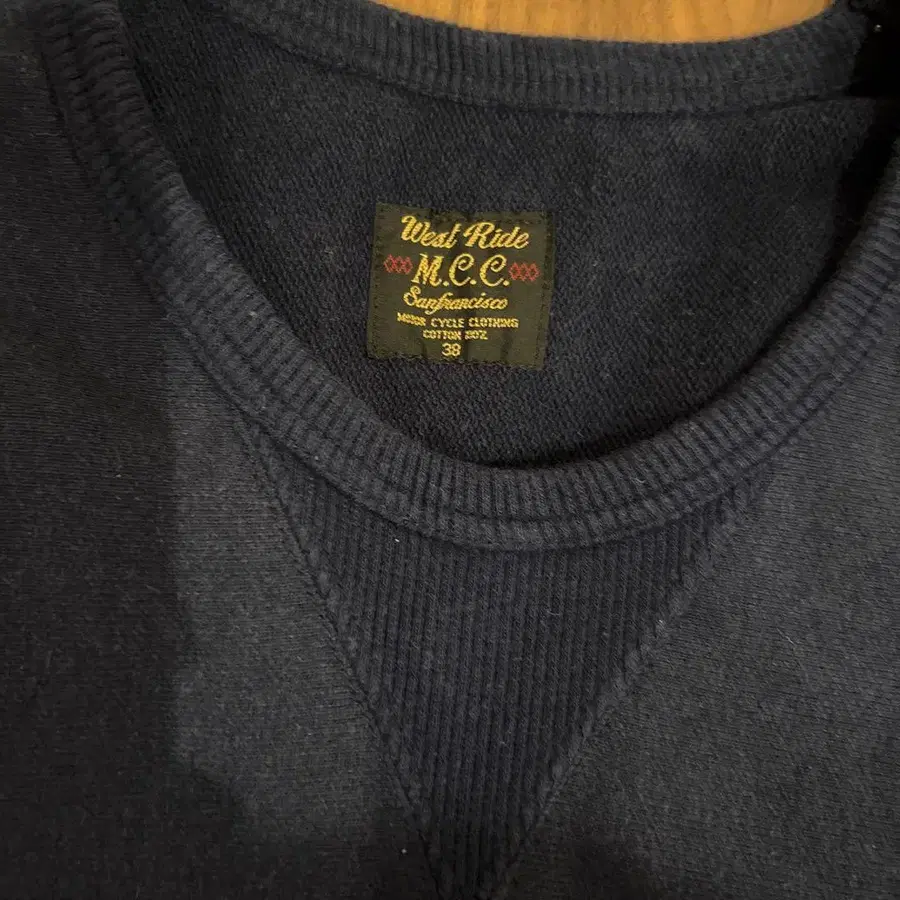 West Ride
M.C.C.
Sanfrancisco
MOTOR CYCLE CLOTHING
COTTON 100%
38